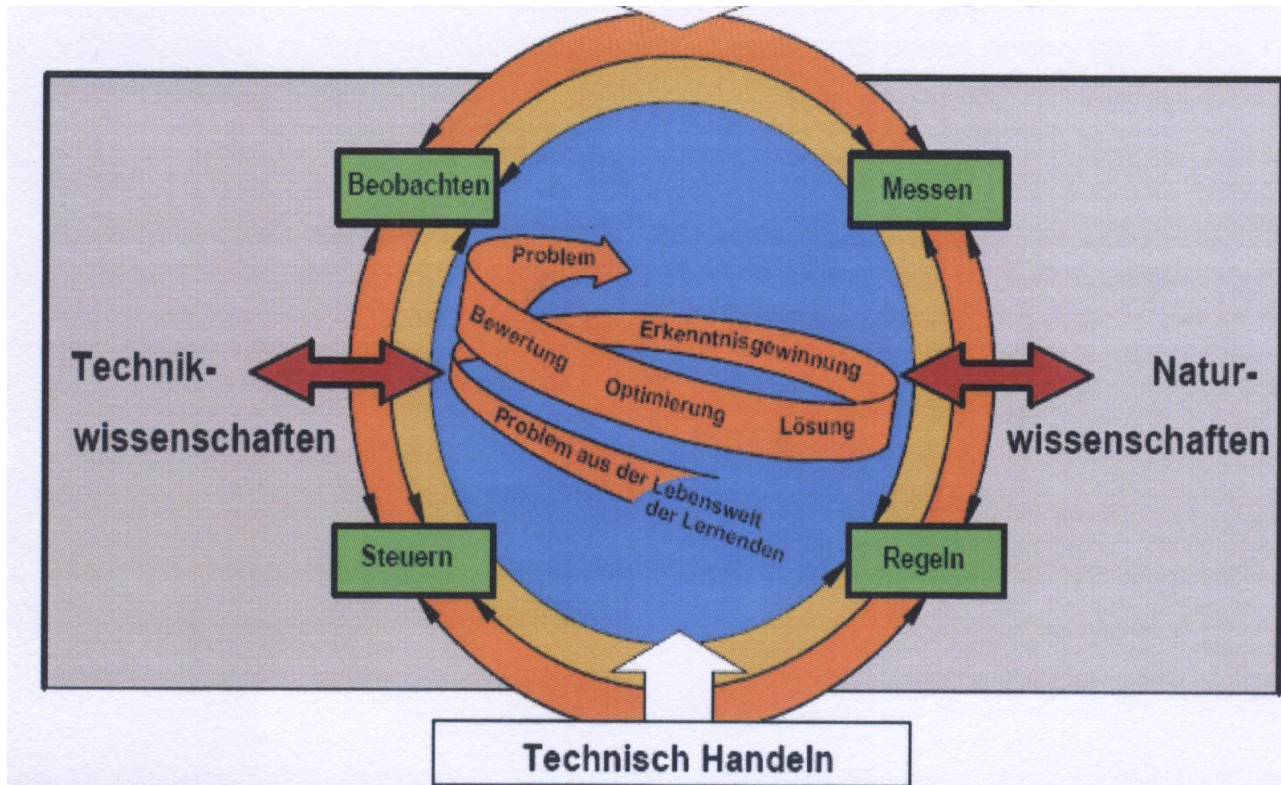 Beobachten
Messen
Problem
Erkenntnisgewinnung
Bewertung
Optimierung
Lösung
Problem aus der Lebenswelt
der Lernenden
Technik-
wissenschaften
Natur-
wissenschaften
Steuern
Regeln
Technisch Handeln